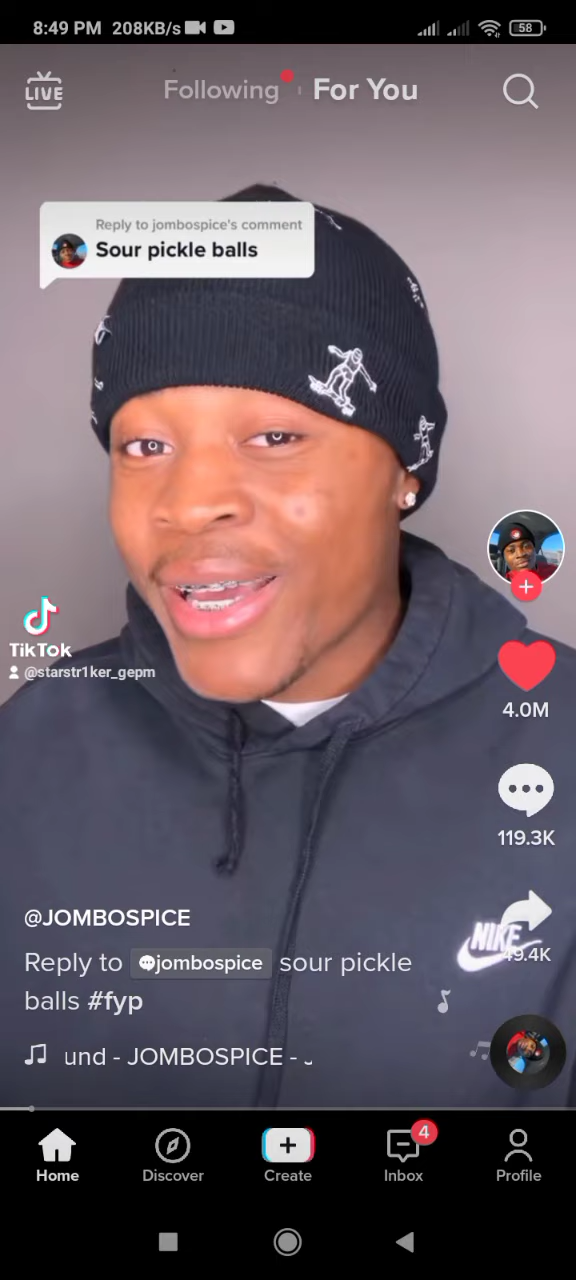 8:49 PM 208KB/s
58
LIVE
Following
For You
Reply to jombospice's comment
Sour pickle balls
TikTok
@starstr1ker_gepm
4.0M
119.3K
@JOMBOSPICE
NIKE
49.4K
Reply to jombospice sour pickle
balls #fyp
und - JOMBOSPICE -
Home
Discover
Create
4
Inbox
Profile